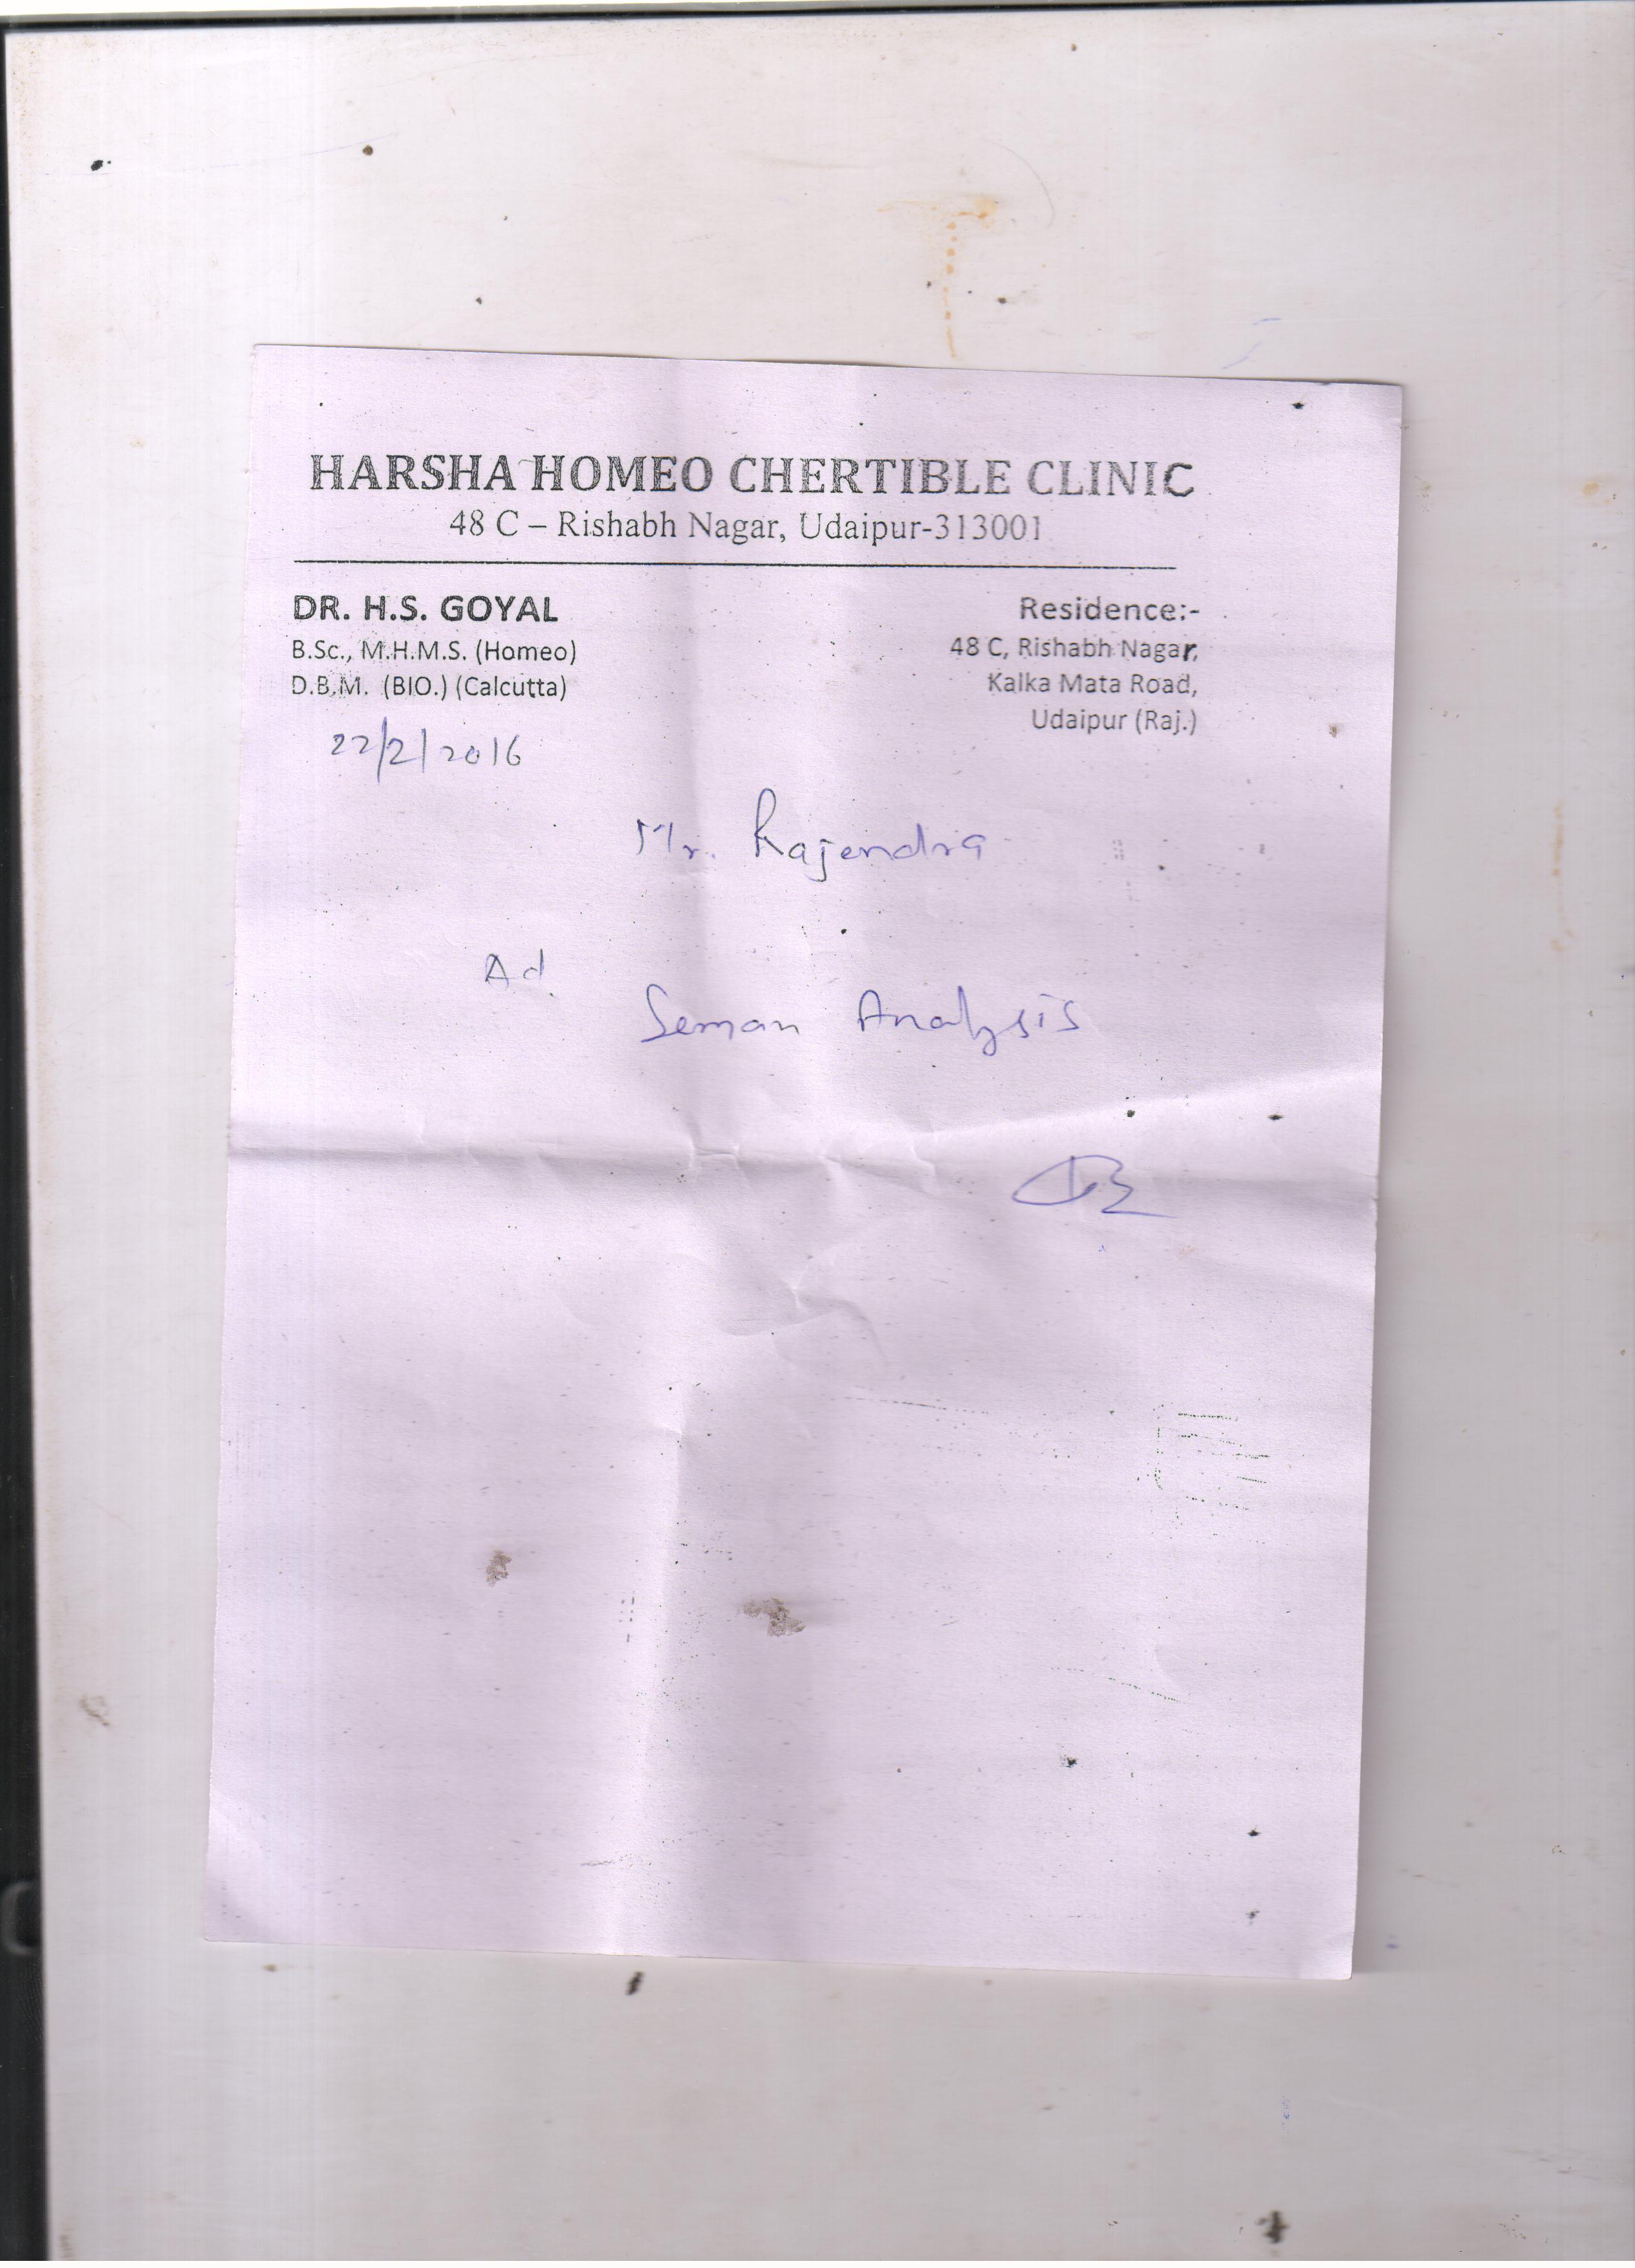 HARSHA HOMEO CHERTIBLE CLINIC
48 C – Rishabh Nagar, Udaipur-313001
DR. H.S. GOYAL
B.Sc., M.H.M.S. (Homeo)
D.B.M. (BIO.) (Calcutta)
Residence:-
48 C, Rishabh Nagar,
Kalka Mata Road,
Udaipur (Raj.)
22/2/2016
Mr. Rajendra
Ad.
Seman Analysis